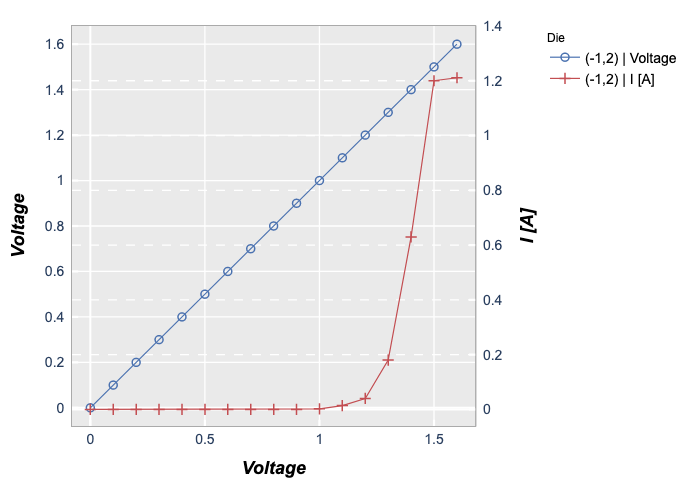 Die
(-1,2) | Voltage
(-1,2) | I [A]
Voltage
1.6
1.4
1.2
1
0.8
0.6
0.4
0.2
0
1.4
1.2
1
0.8
0.6
0.4
0.2
0
I [A]
0 0.5 1 1.5
Voltage